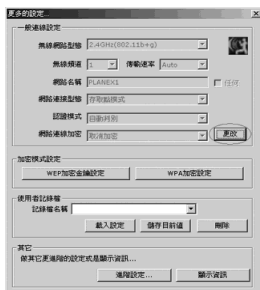 更多的設定...
一般連線設定
無線網路型態 2.4GHz(802.11b+g)
無線頻道 1 傳輸速率 Auto
網路名稱 PLANEX1 任何
網路連接型態 存取點模式
認證模式 自動判別
網路連線加密 取消加密 更改
加密模式設定
WEP加密金鑰設定 WPA加密設定
使用者記錄檔
記錄檔名稱
載入設定 儲存目前值 刪除
其它
做其它更進階的設定或是顯示資訊...
進階設定... 顯示資訊